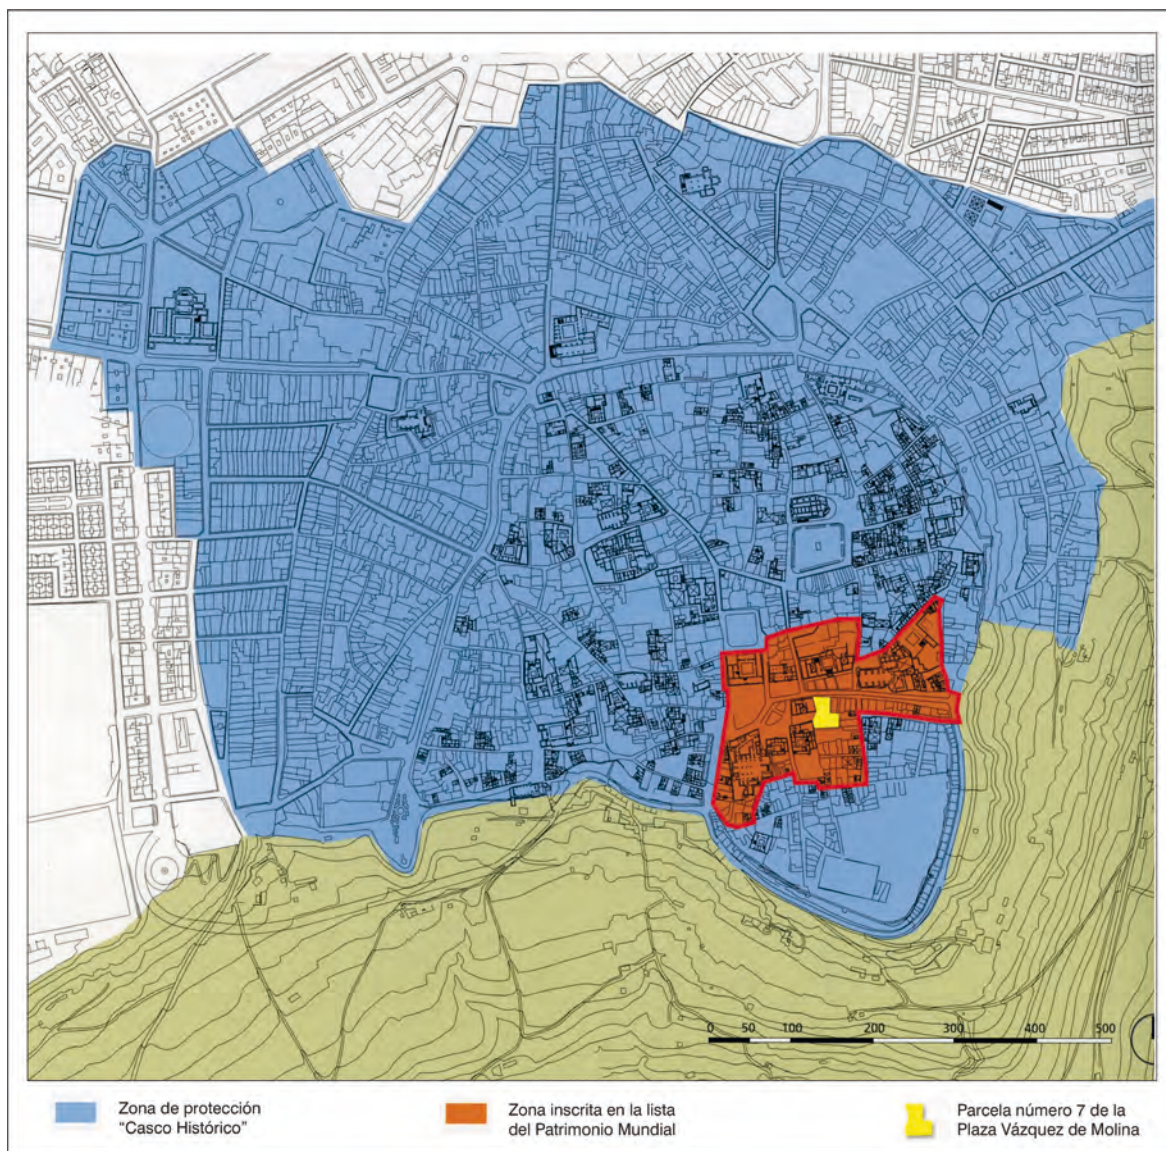 0 50 100 200 300 400 500
Zona de protección
"Casco Histórico"
Zona inscrita en la lista
del Patrimonio Mundial
Parcela número 7 de la
Plaza Vázquez de Molina